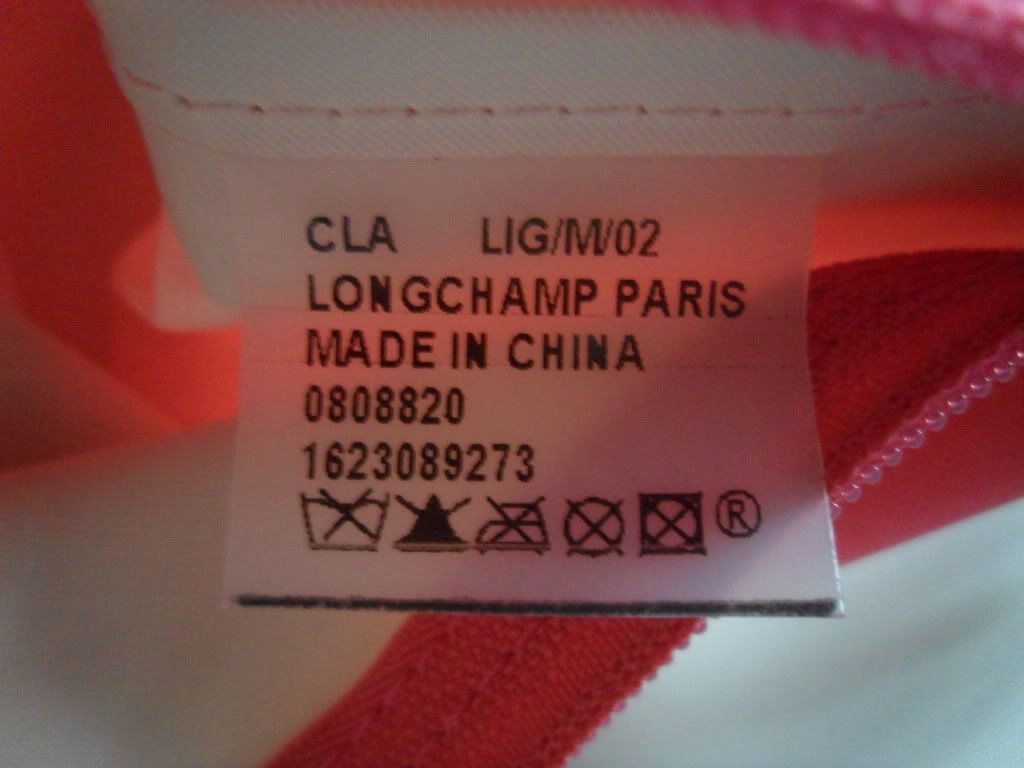 CLA LIG/M/02
LONGCHAMP PARIS
MADE IN CHINA
0808820
1623089273
®